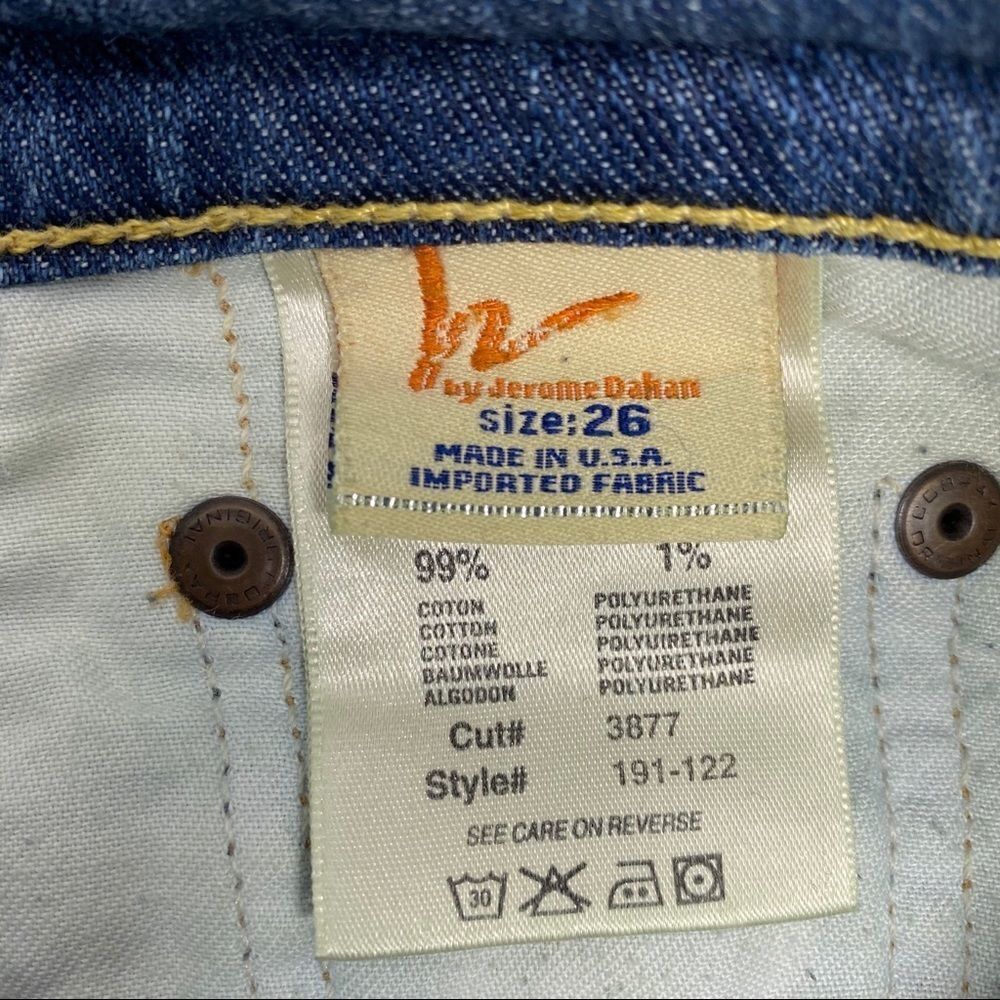 by Jerome Dahan
size:26
MADE IN U.S.A.
IMPORTED FABRIC
99% 1%
COTON POLYURETHANE
COTTON POLYURETHANE
COTONE POLYUIRETHANE
BAUMWOLLE POLYURETHANE
ALGODON POLYURETHANE
Cut# 3877
Style# 191-122
SEE CARE ON REVERSE
30
ORIGINAL